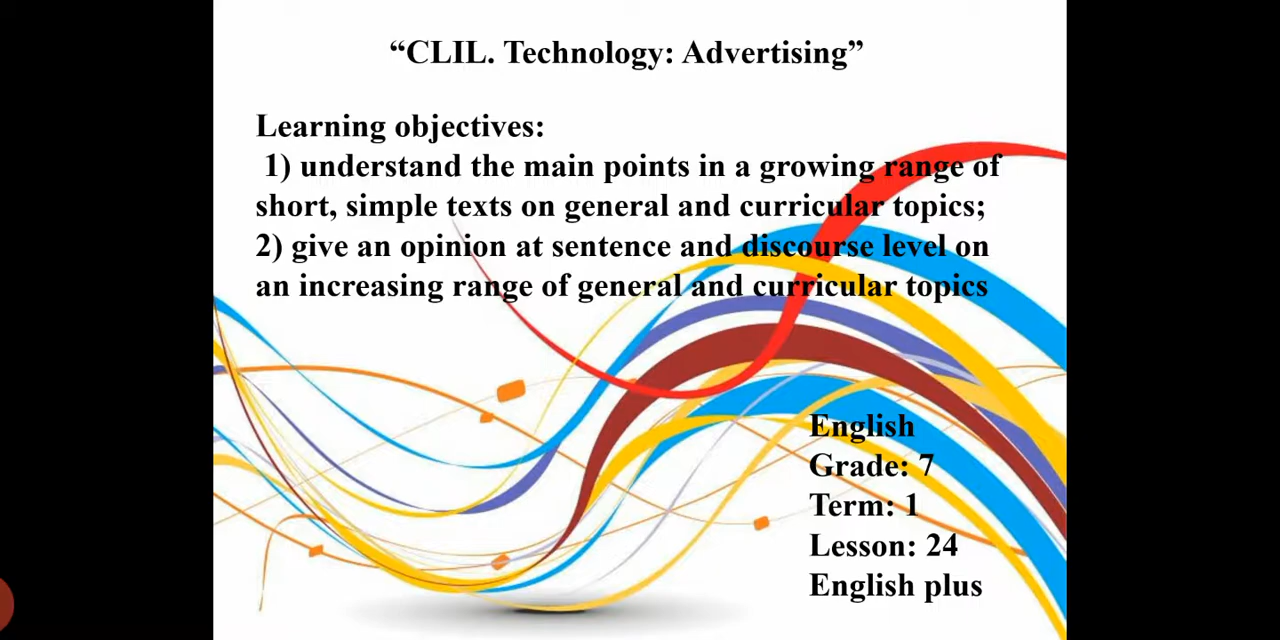 “CLIL. Technology: Advertising”
Learning objectives:
1) understand the main points in a growing range of
short, simple texts on general and curricular topics;
2) give an opinion at sentence and discourse level on
an increasing range of general and curricular topics
English
Grade: 7
Term: 1
Lesson: 24
English plus